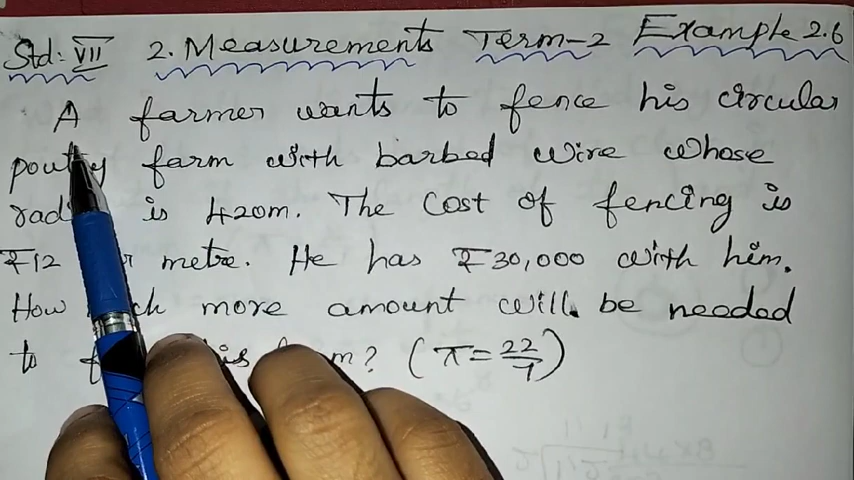 Std: VII 2. Measurements Term-2 Example 2.6
A farmer wants to fence his circular
farm with barbed wire whose
is 420m. The cost of fencing is
₹12 metre. He has ₹30,000 with him.
How more amount will be needed
to ? (π=22/7)